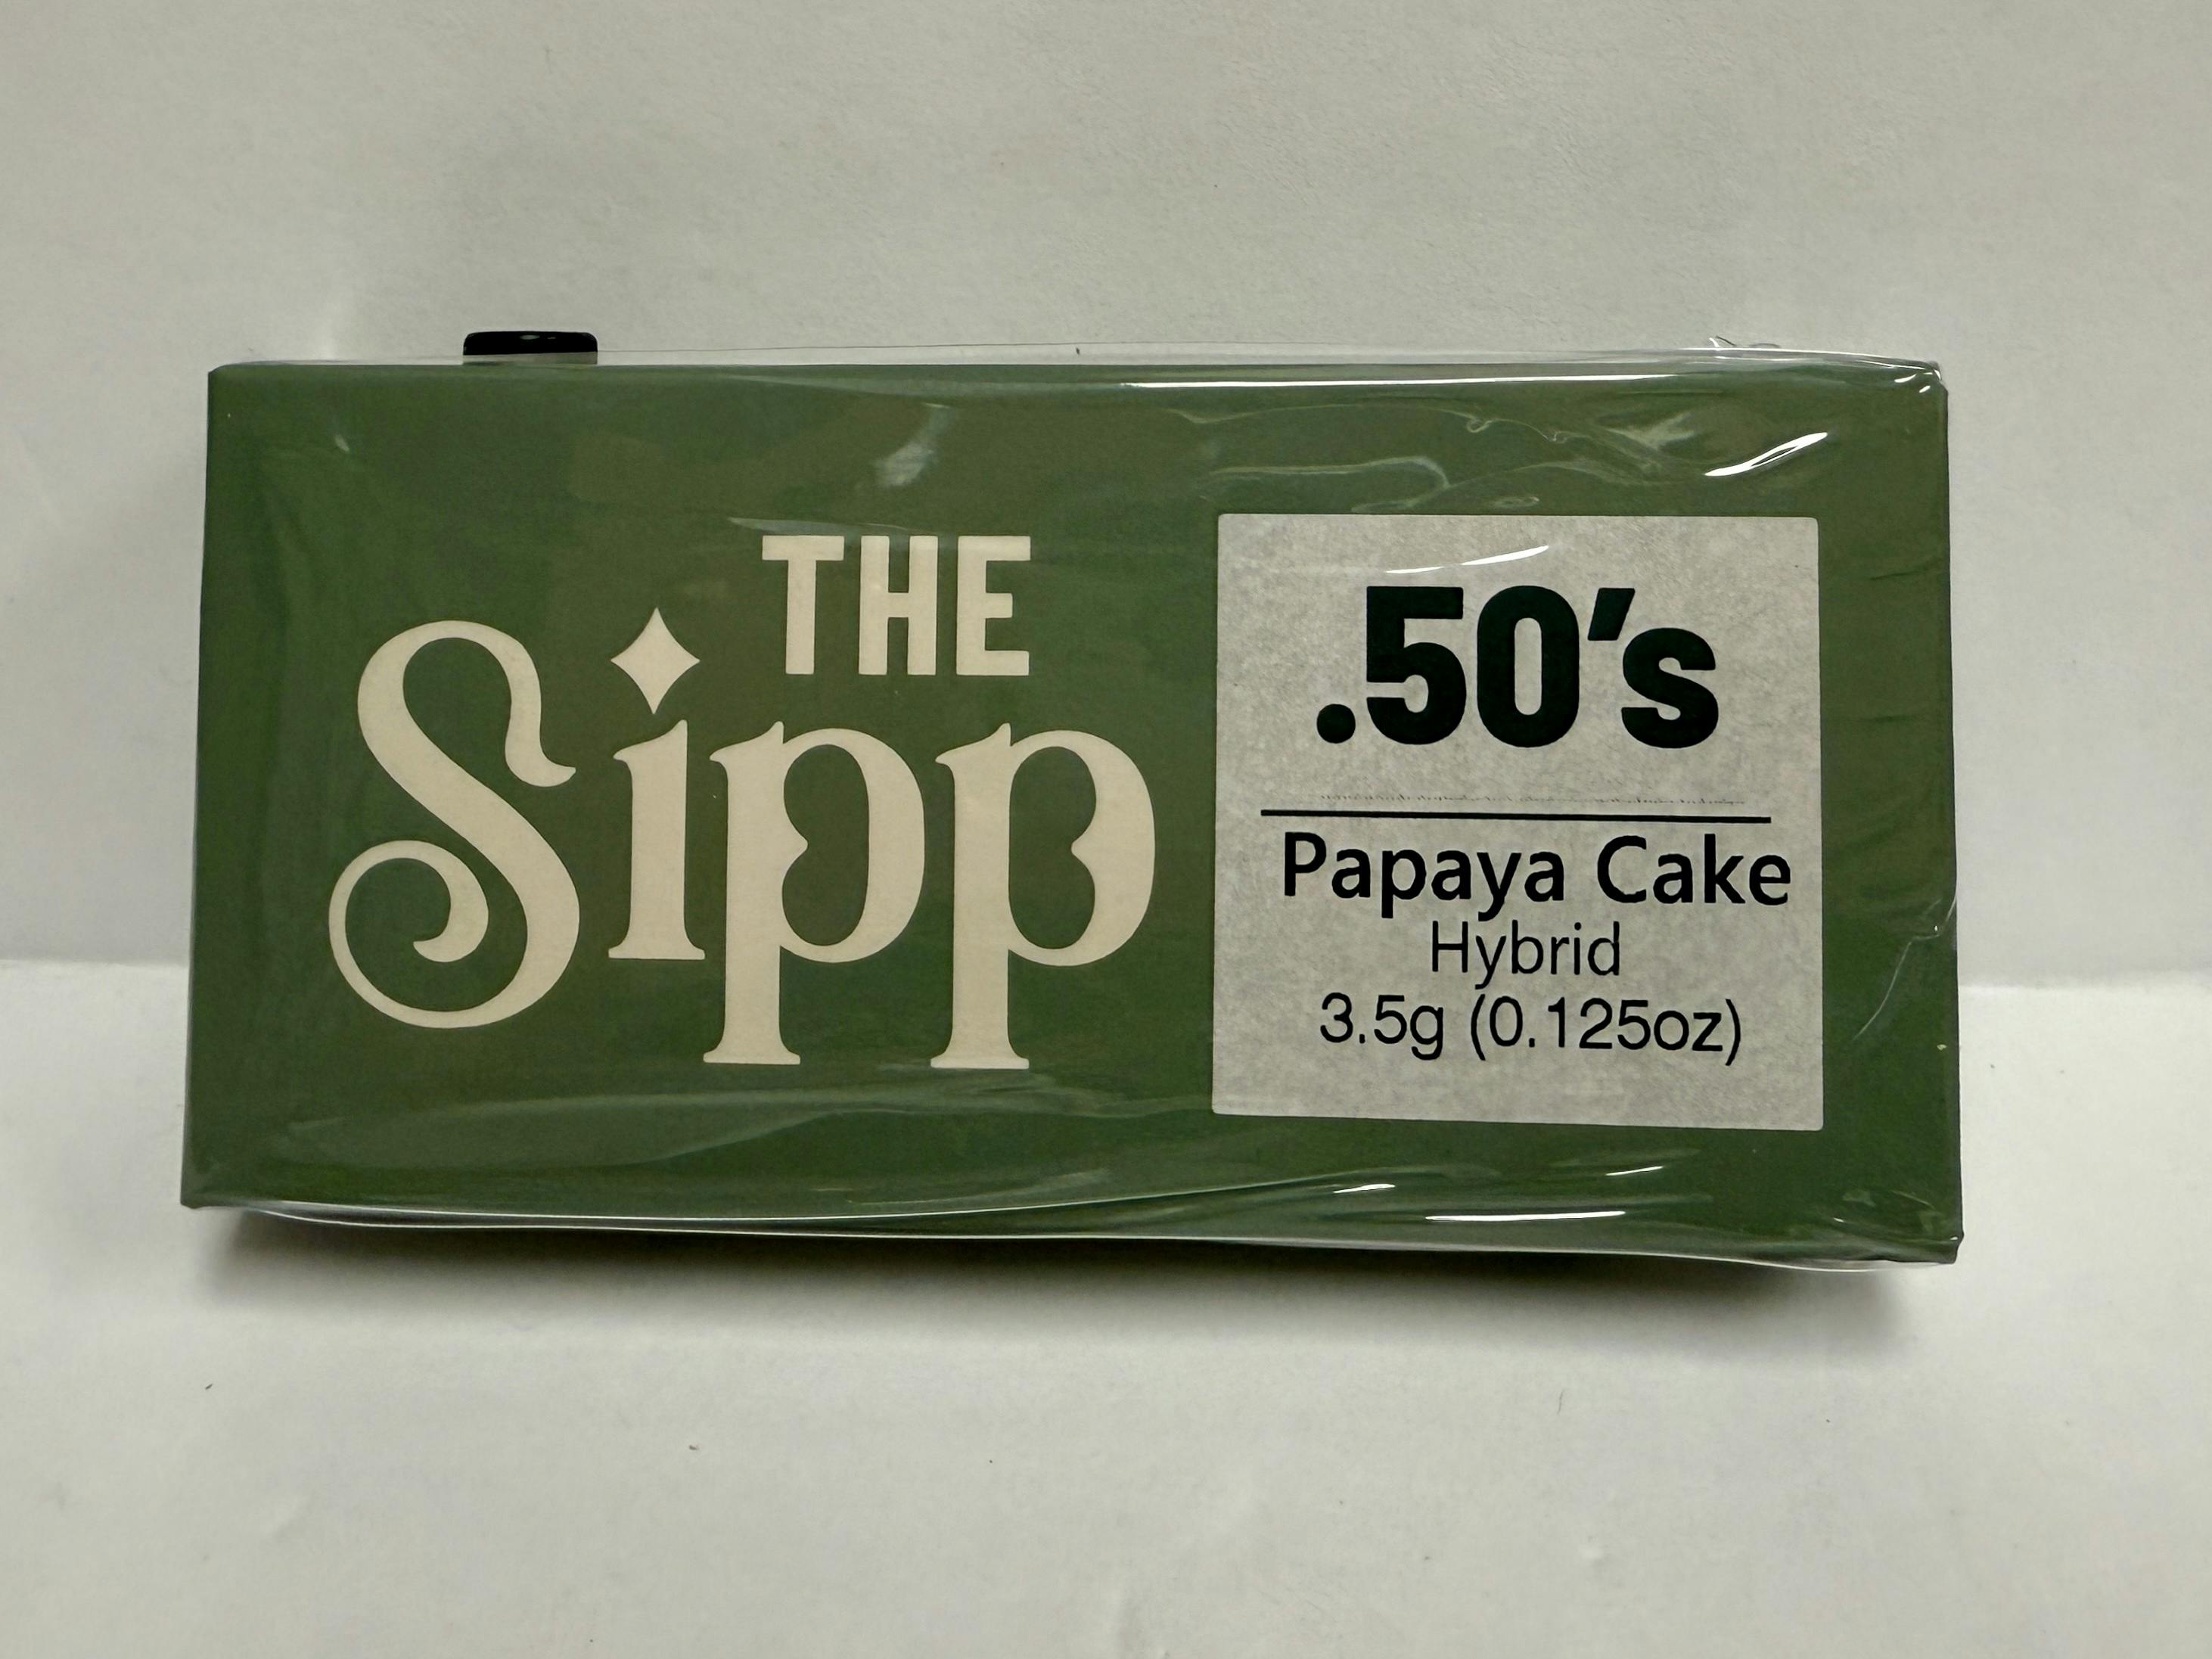 THE
Sipp
.50's
Papaya Cake
Hybrid
3.5g (0.125oz)